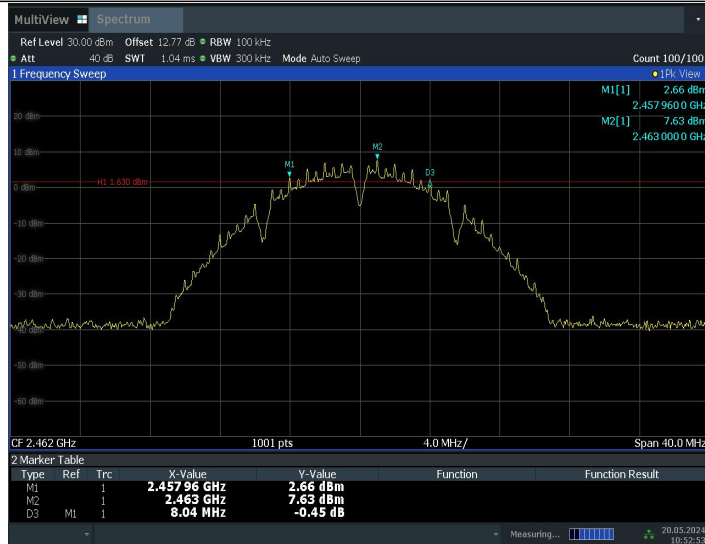 MultiView Spectrum
Ref Level 30.00 dBm Offset 12.77 dB RBW 100 kHz
Att 40 dB SWT 1.04 ms VBW 300 kHz Mode Auto Sweep Count 100/100
1 Frequency Sweep 1Pk View
M1[1] 2.66 dBm
2.457 960 0 GHz
M2[1] 7.63 dBm
2.463 000 0 GHz
20 dBm
10 dBm
M2
M1
D3
H1 1.630 dBm
0 dBm
-10 dBm
-20 dBm
-30 dBm
-40 dBm
-50 dBm
-60 dBm
CF 2.462 GHz 1001 pts 4.0 MHz/ Span 40.0 MHz
2 Marker Table
Type Ref Trc X-Value Y-Value Function Function Result
M1 1 2.457 96 GHz 2.66 dBm
M2 1 2.463 GHz 7.63 dBm
D3 M1 1 8.04 MHz -0.45 dB
Measuring... 20.05.2024
10:52:53